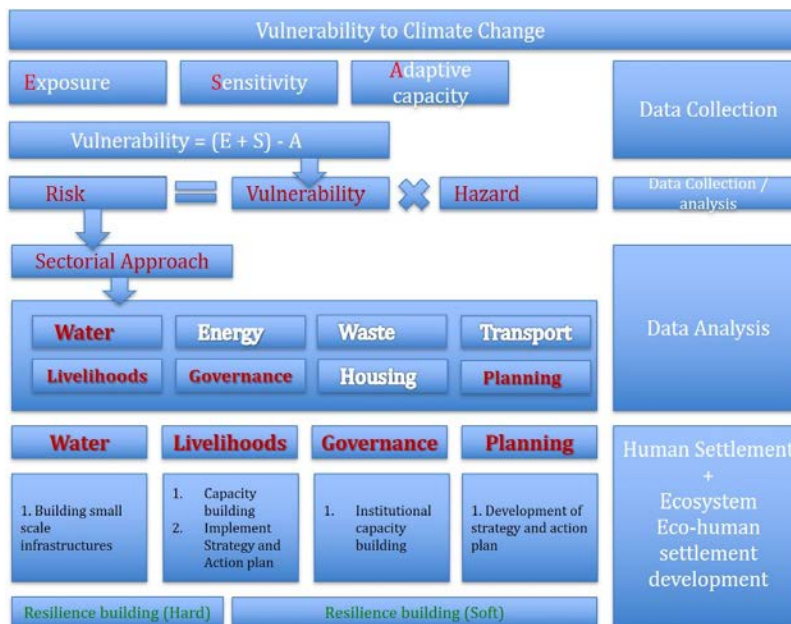 Vulnerability to Climate Change
Exposure
Sensitivity
Adaptive
capacity
Data Collection
Vulnerability = (E + S) - A
Risk
Vulnerability
Hazard
Data Collection /
analysis
Sectorial Approach
Data Analysis
Water
Energy
Waste
Transport
Livelihoods
Governance
Housing
Planning
Water
Livelihoods
Governance
Planning
1. Building small
scale
infrastructures
1. Capacity
building
2. Implement
Strategy and
Action plan
1. Institutional
capacity
building
1. Development of
strategy and action
plan
Human Settlement
+
Ecosystem
Eco-human
settlement
development
Resilience building (Hard)
Resilience building (Soft)